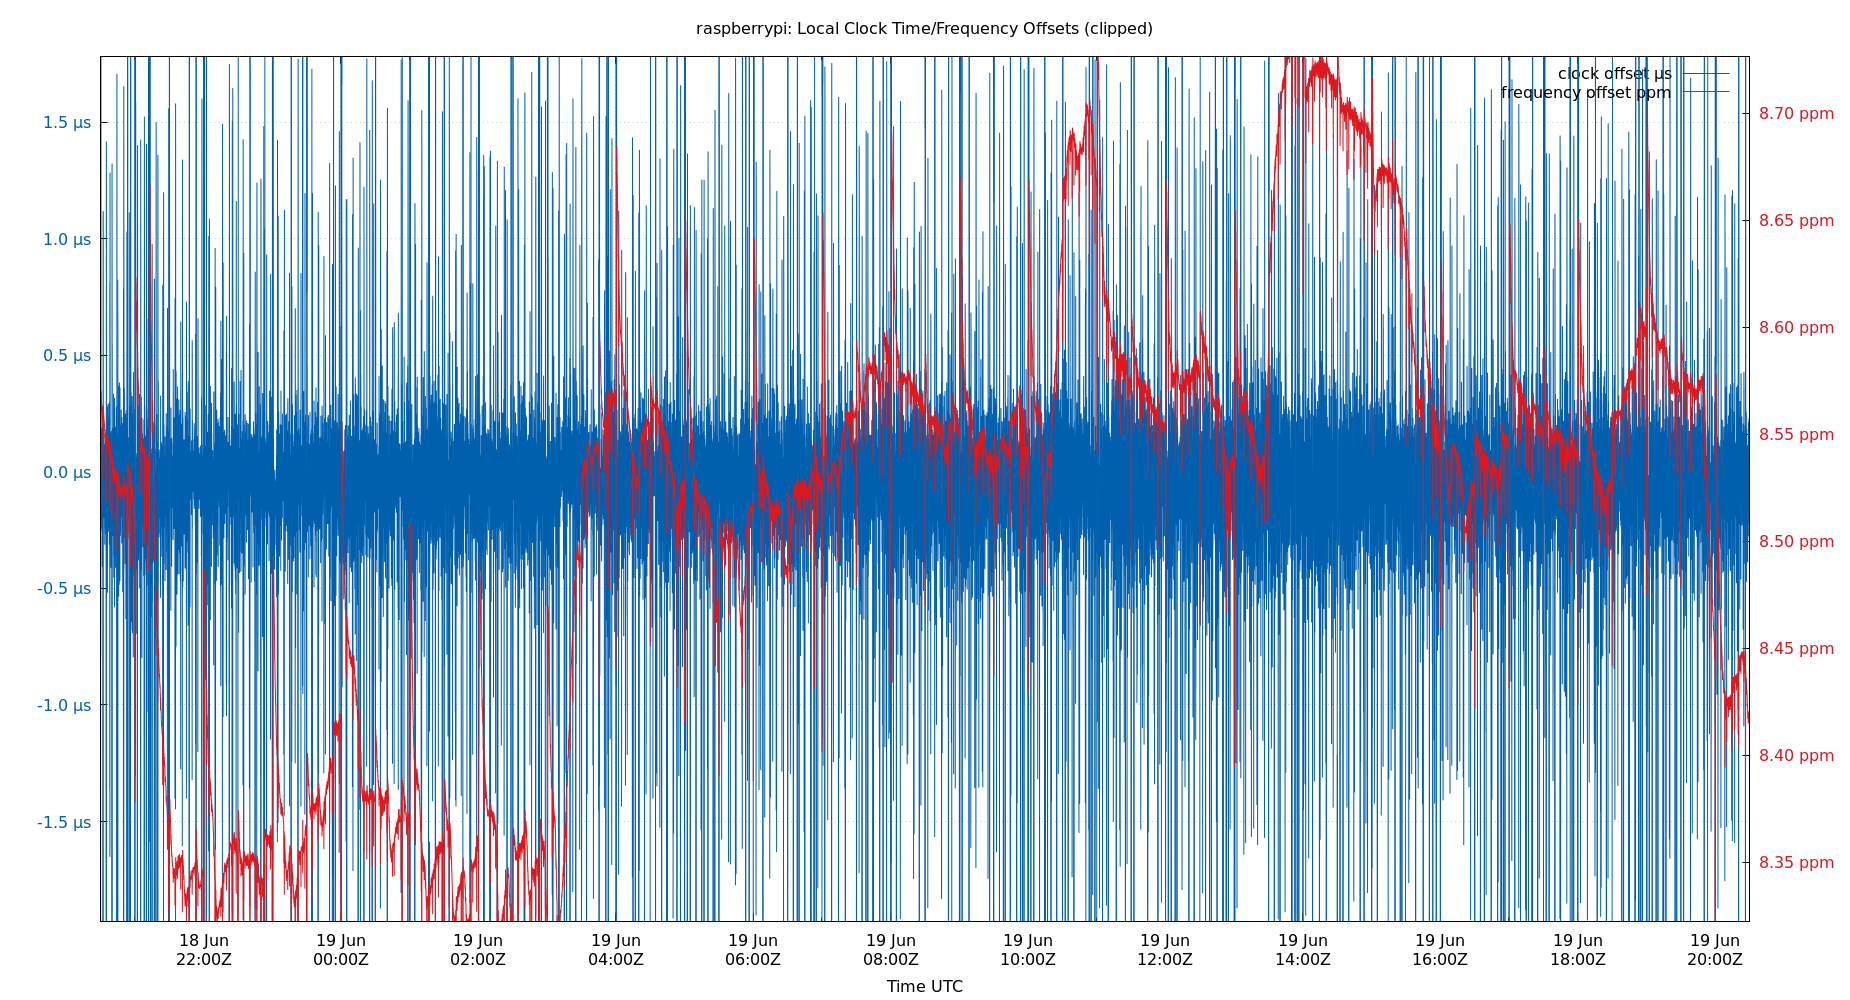 raspberrypi: Local Clock Time/Frequency Offsets (clipped)
clock offset µs
frequency offset ppm
1.5 µs
1.0 µs
0.5 µs
0.0 µs
-0.5 µs
-1.0 µs
-1.5 µs
8.70 ppm
8.65 ppm
8.60 ppm
8.55 ppm
8.50 ppm
8.45 ppm
8.40 ppm
8.35 ppm
18 Jun
22:00Z
19 Jun
00:00Z
19 Jun
02:00Z
19 Jun
04:00Z
19 Jun
06:00Z
19 Jun
08:00Z
19 Jun
10:00Z
19 Jun
12:00Z
19 Jun
14:00Z
19 Jun
16:00Z
19 Jun
18:00Z
19 Jun
20:00Z
Time UTC